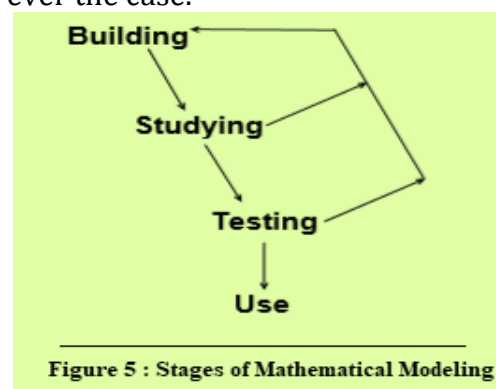 ever the case.
Building
Studying
Testing
Use
Figure 5 : Stages of Mathematical Modeling